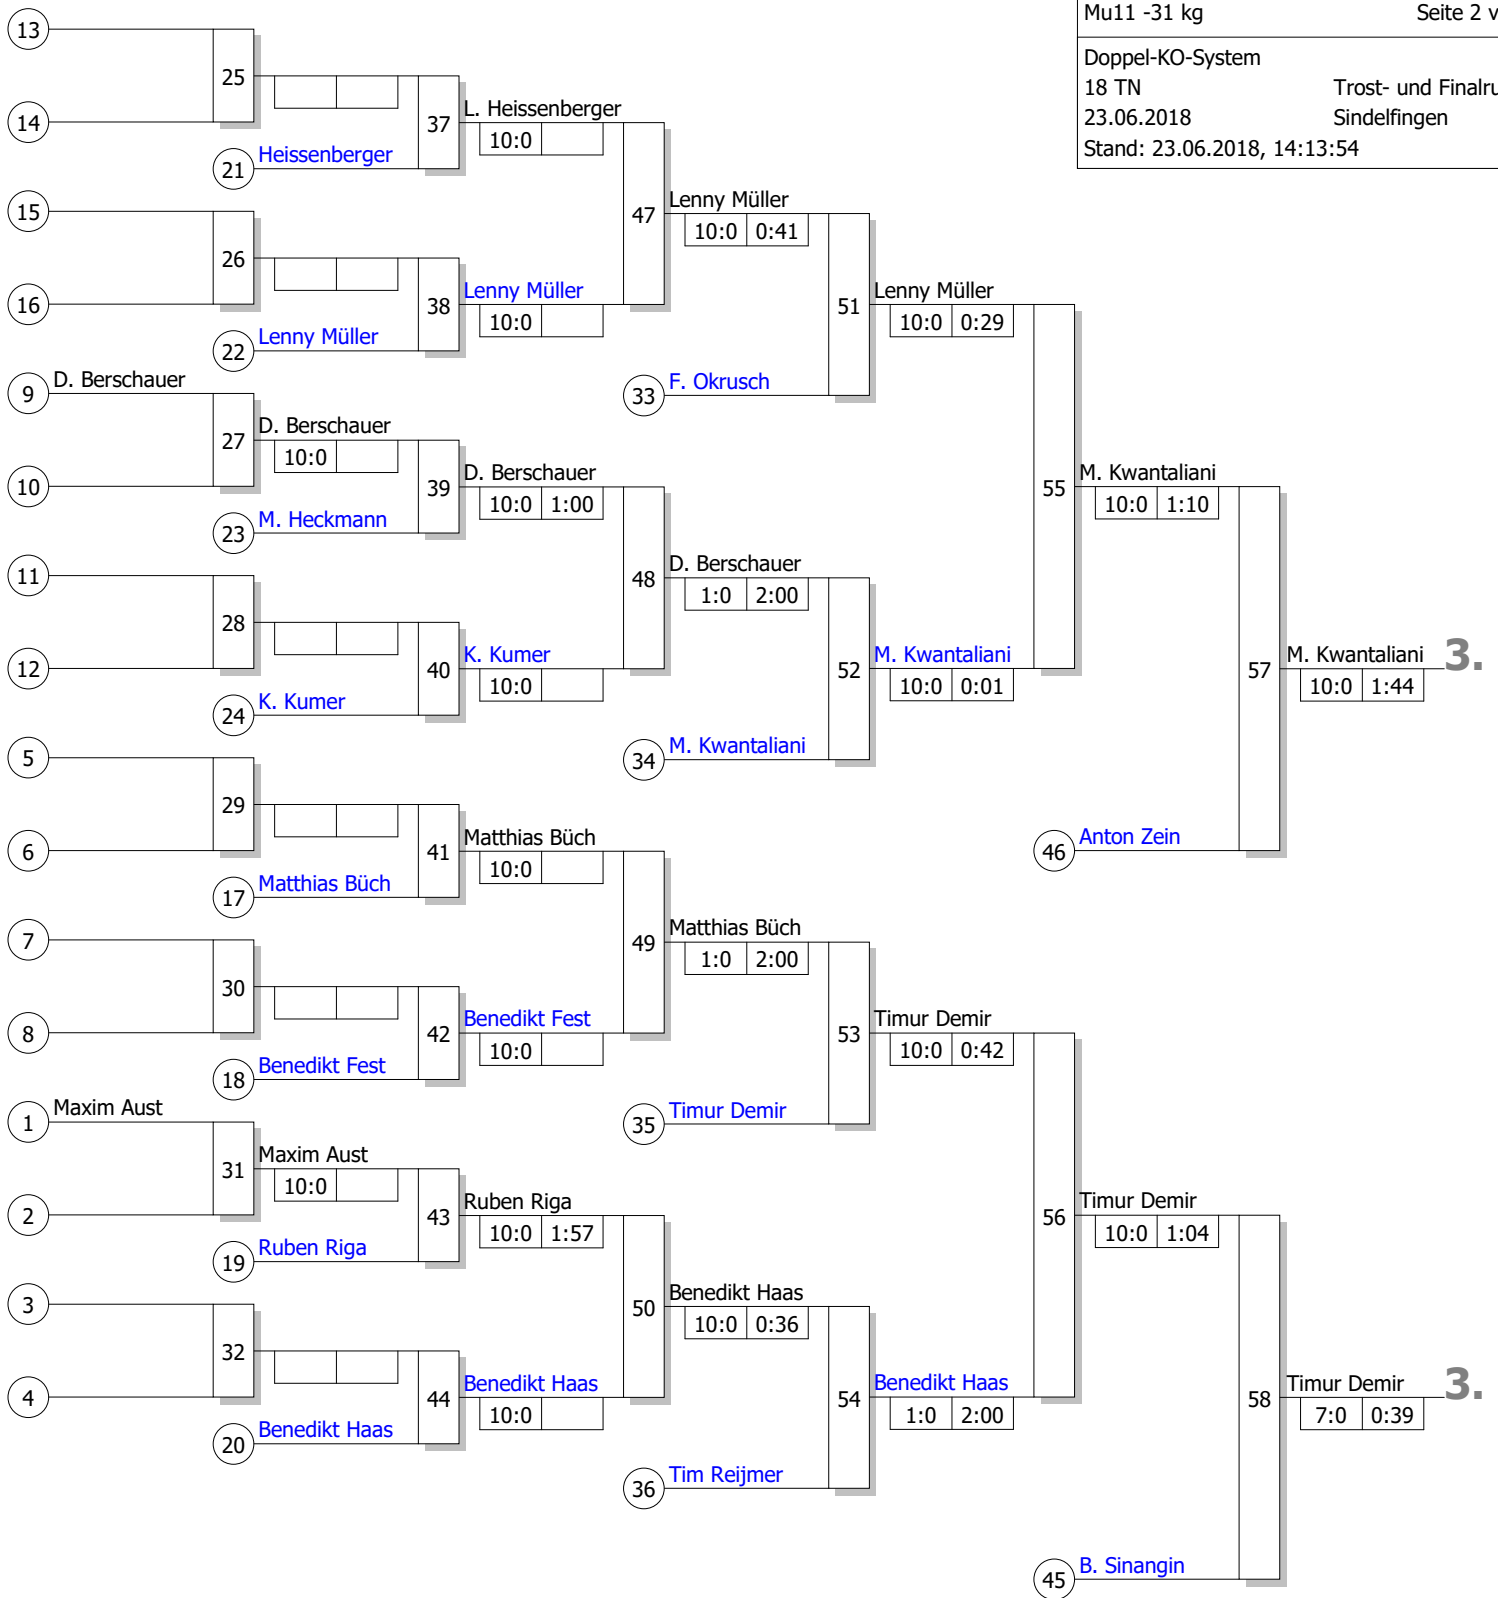 Mu11 -31 kg Seite 2 v
Doppel-KO-System
18 TN Trost- und Finalru
23.06.2018 Sindelfingen
Stand: 23.06.2018, 14:13:54
13
25
14
37
L. Heissenberger
10:0
21
Heissenberger
15
47
Lenny Müller
10:0 0:41
26
16
38
Lenny Müller
10:0
22
Lenny Müller
51
Lenny Müller
10:0 0:29
9
D. Berschauer
33
F. Okrusch
27
D. Berschauer
10:0
10
39
D. Berschauer
10:0 1:00
23
M. Heckmann
55
M. Kwantaliani
10:0 1:10
11
48
D. Berschauer
1:0 2:00
28
12
40
K. Kumer
10:0
24
K. Kumer
52
M. Kwantaliani
10:0 0:01
34
M. Kwantaliani
57
M. Kwantaliani
10:0 1:44
3.
5
29
6
41
Matthias Büch
10:0
17
Matthias Büch
46
Anton Zein
7
49
Matthias Büch
1:0 2:00
30
8
42
Benedikt Fest
10:0
18
Benedikt Fest
53
Timur Demir
10:0 0:42
1
Maxim Aust
35
Timur Demir
31
Maxim Aust
10:0
2
43
Ruben Riga
10:0 1:57
19
Ruben Riga
56
Timur Demir
10:0 1:04
3
50
Benedikt Haas
10:0 0:36
32
4
44
Benedikt Haas
10:0
20
Benedikt Haas
54
Benedikt Haas
1:0 2:00
36
Tim Reijmer
58
Timur Demir
7:0 0:39
3.
45
B. Sinangin